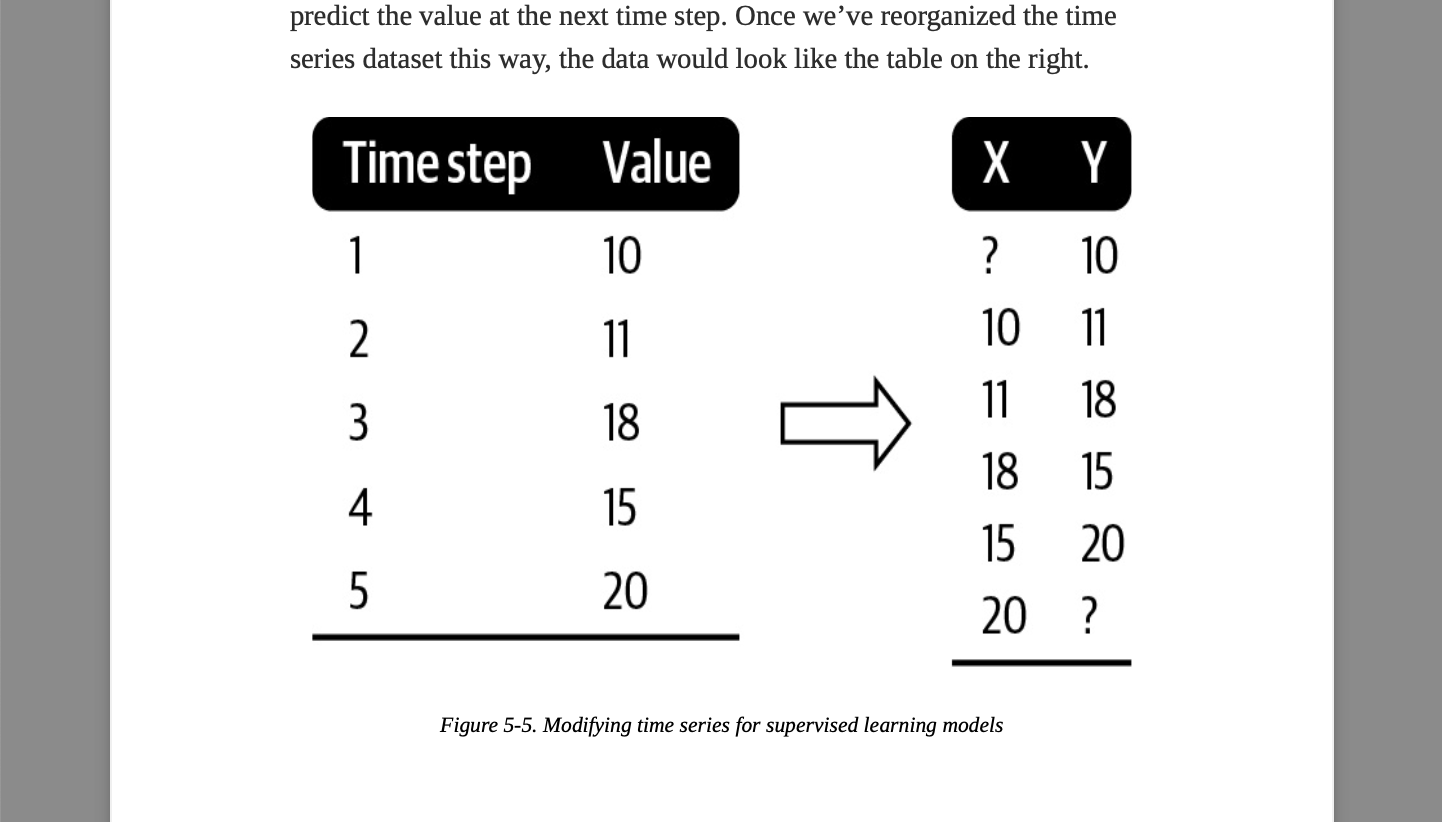 predict the value at the next time step. Once we’ve reorganized the time
series dataset this way, the data would look like the table on the right.
Time step Value
1 10
2 11
3 18
4 15
5 20
X Y
? 10
10 11
11 18
18 15
15 20
20 ?
Figure 5-5. Modifying time series for supervised learning models